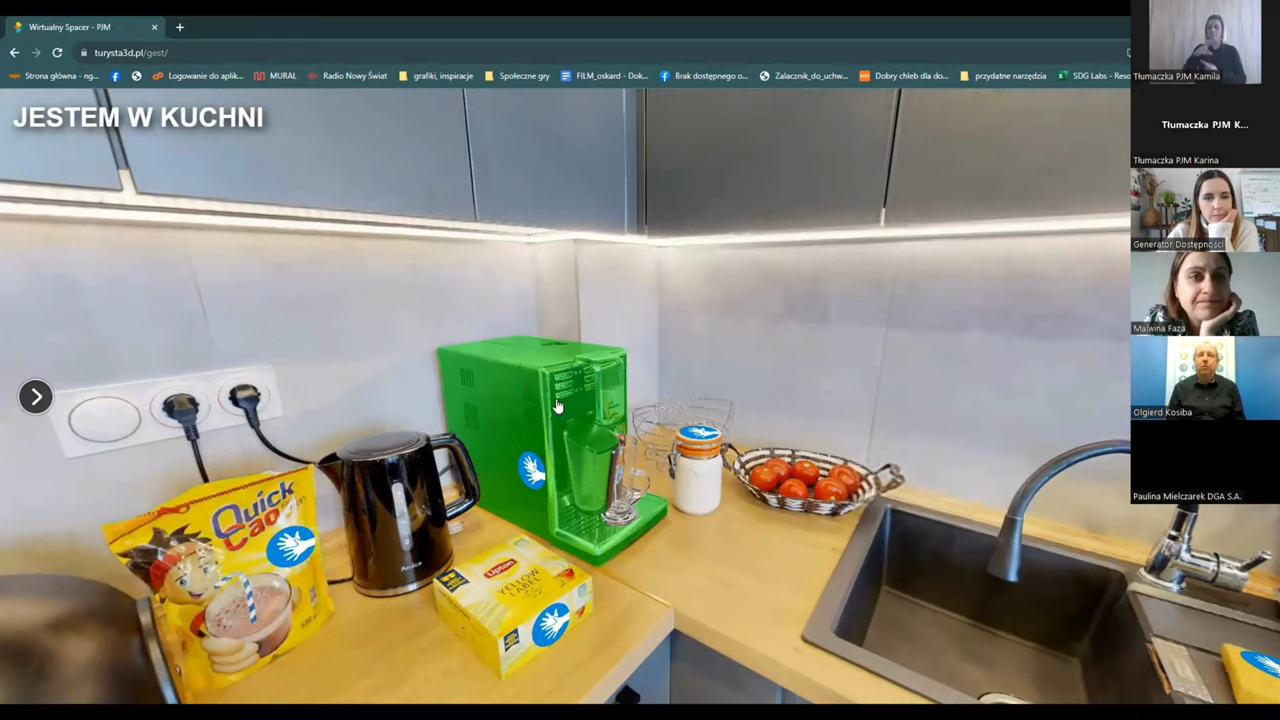 Wirtualny Spacer - PJM
turysta3d.pl/gest/
Strona główna - ng...
Logowanie do aplik...
MURAL
Radio Nowy Świat
grafiki, inspiracje
Społeczne gry
FILM_oskard - Dok...
Brak dostępnego o...
Zalacznik_do_uchw...
Dobry chleb dla do...
przydatne narzędzia
SDG Labs - Reso
JESTEM W KUCHNI
Quick
Cao
Amica
Lipton
YELLOW
LABEL
Tłumaczka PJM Kamila
Tłumaczka PJM K...
Tłumaczka PJM Karina
Generator Dostępności
Malwina Faza
Olgierd Kosiba
Paulina Mielczarek DGA S.A.